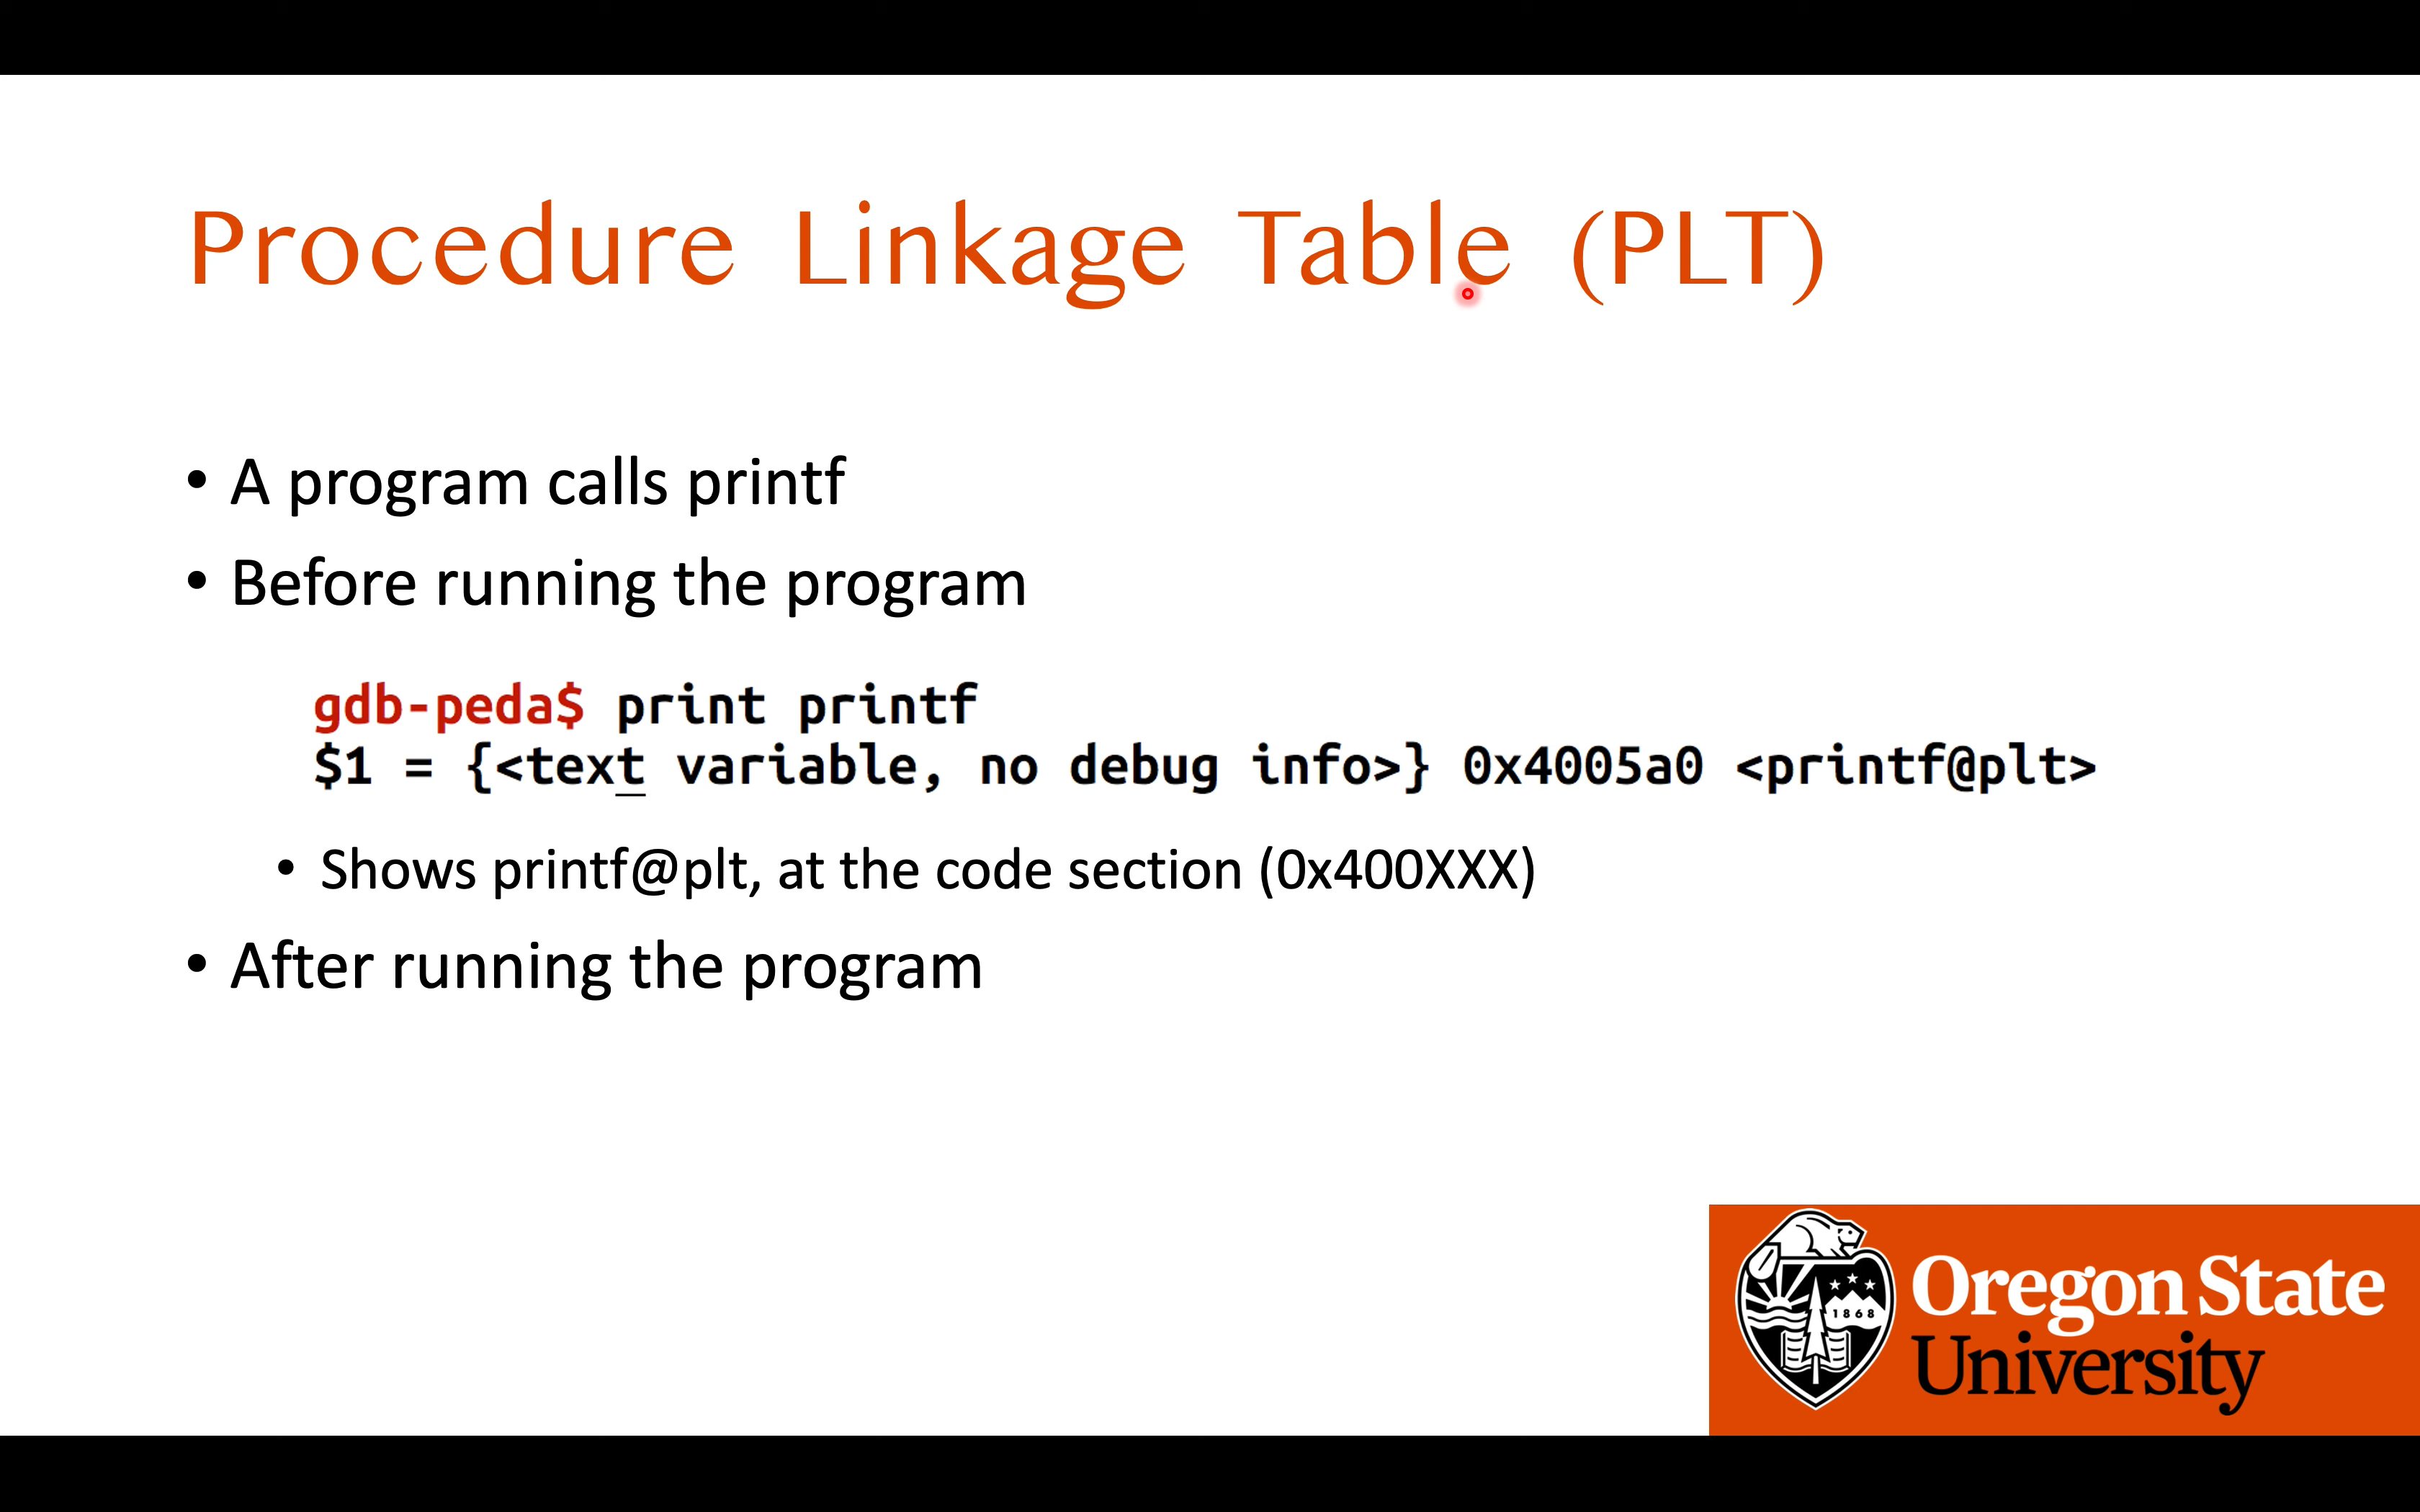 Procedure Linkage Table (PLT)
• A program calls printf
• Before running the program
gdb-peda$ print printf
$1 = {<text variable, no debug info>} 0x4005a0 <printf@plt>
• Shows printf@plt, at the code section (0x400XXX)
• After running the program
1868
Oregon State
University